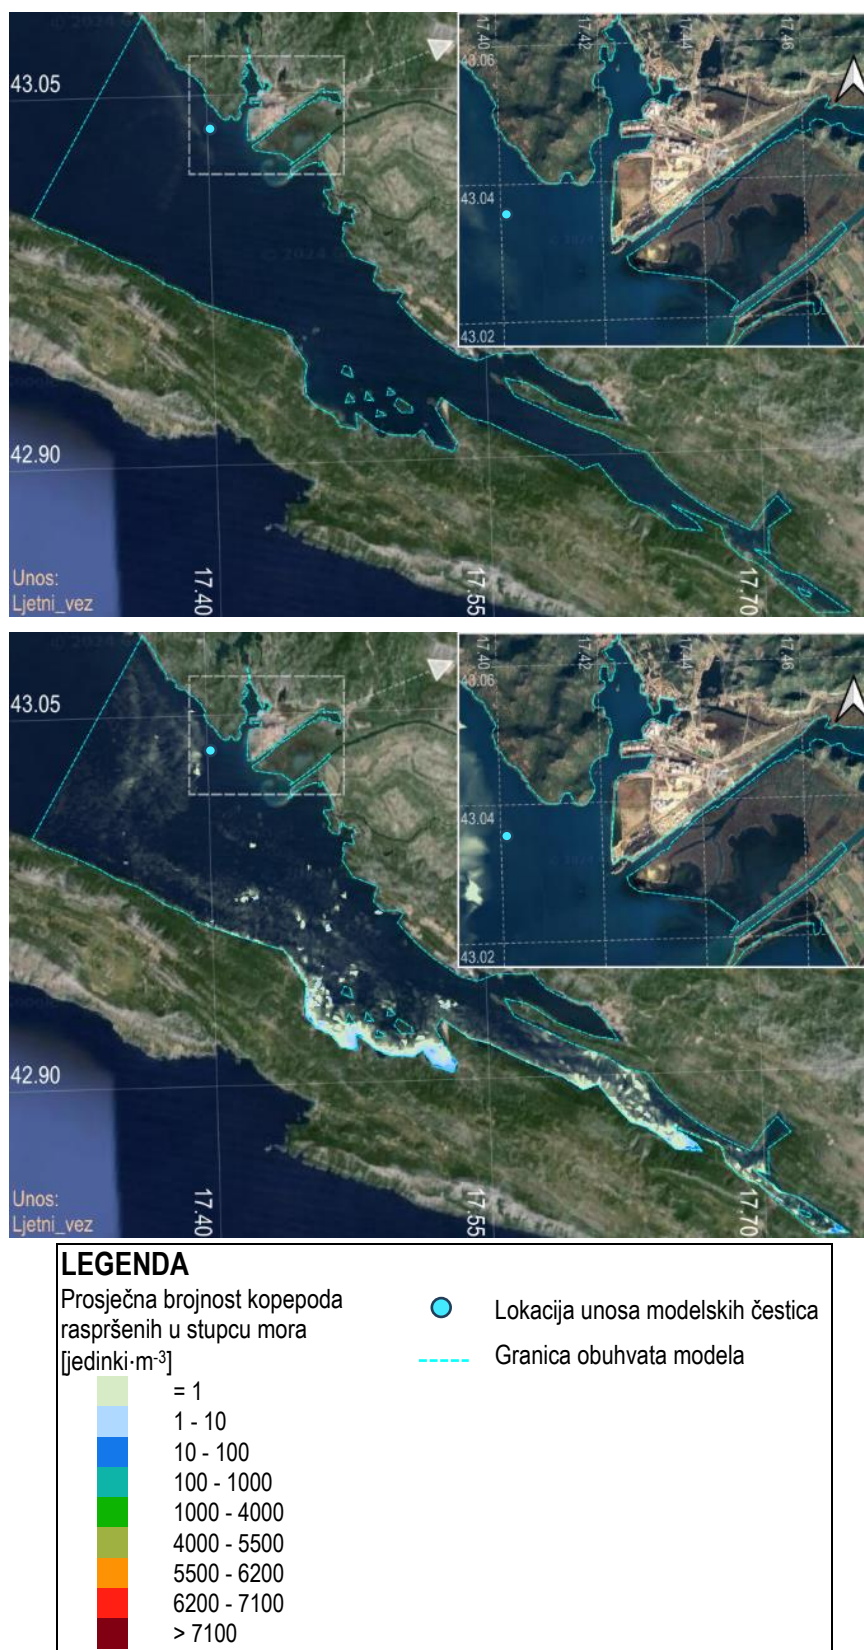 © 2024 G
43.05
17.40
17.42
17.44
17.46
43.06
43.04
43.02
© 2024
© 2024 G
42.90
17.40
17.55
17.70
Unos:
Ljetni_vez
43.05
17.40
17.42
17.44
17.46
43.06
43.04
43.02
42.90
17.40
17.55
17.70
Unos:
Ljetni_vez
LEGENDA
Prosječna brojnost kopepoda
raspršenih u stupcu mora
[jedinki·m-3]
= 1
1 - 10
10 - 100
100 - 1000
1000 - 4000
4000 - 5500
5500 - 6200
6200 - 7100
> 7100
Lokacija unosa modelskih čestica
Granica obuhvata modela